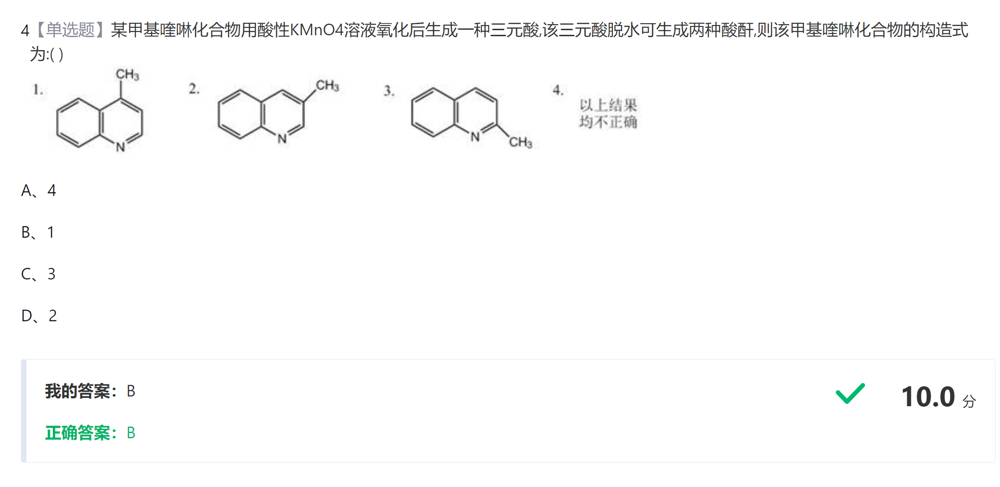 4【单选题】某甲基喹啉化合物用酸性KMnO4溶液氧化后生成一种三元酸,该三元酸脱水可生成两种酸酐,则该甲基喹啉化合物的构造式
为:( )
1.
CH3
N
2.
CH3
N
3.
N
CH3
4.
以上结果
均不正确
A、4
B、1
C、3
D、2
我的答案：B
10.0 分
正确答案：B